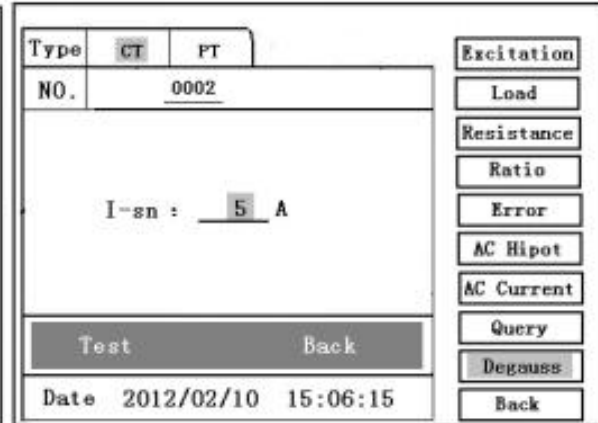 Type CT PT
NO. 0002
I-sn : 5 A
Test Back
Date 2012/02/10 15:06:15
Excitation
Load
Resistance
Ratio
Error
AC Hipot
AC Current
Query
Degauss
Back